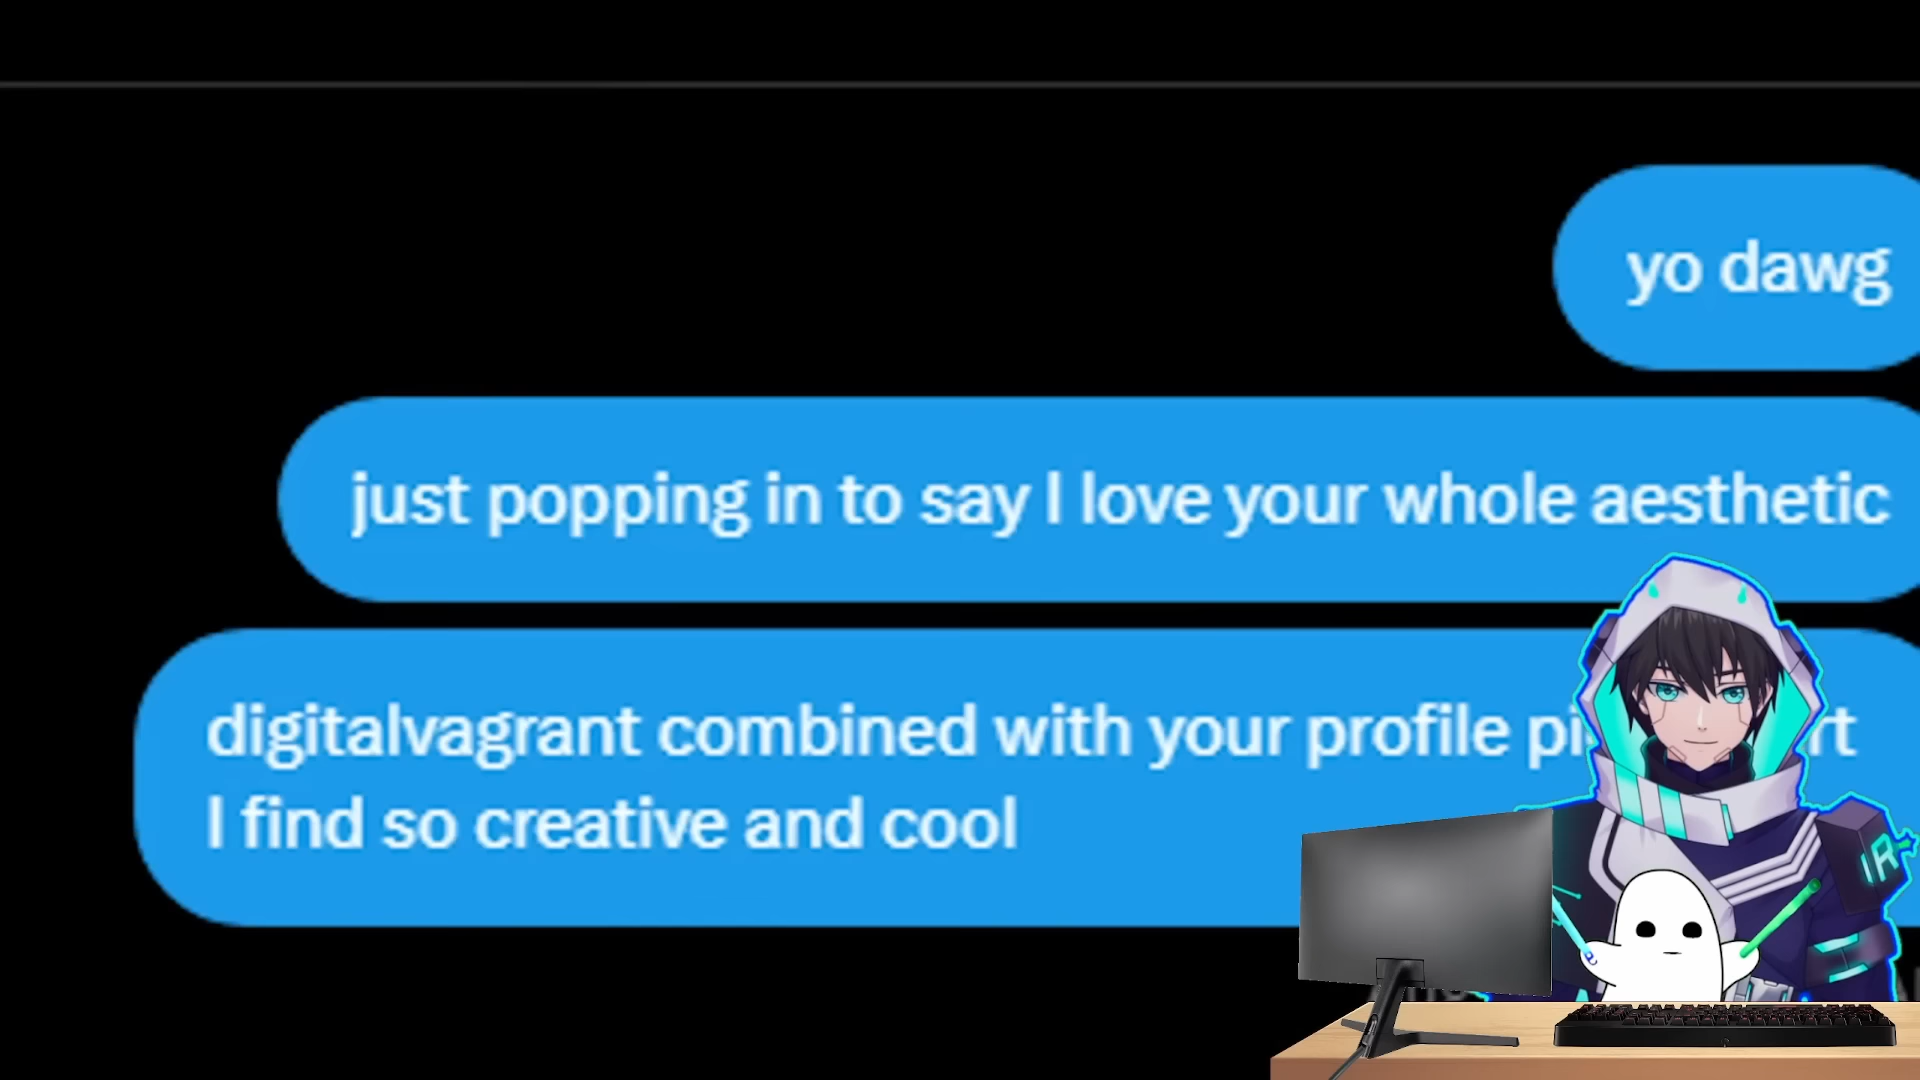 yo dawg
just popping in to say I love your whole aesthetic
digitalvagrant combined with your profile
I find so creative and cool